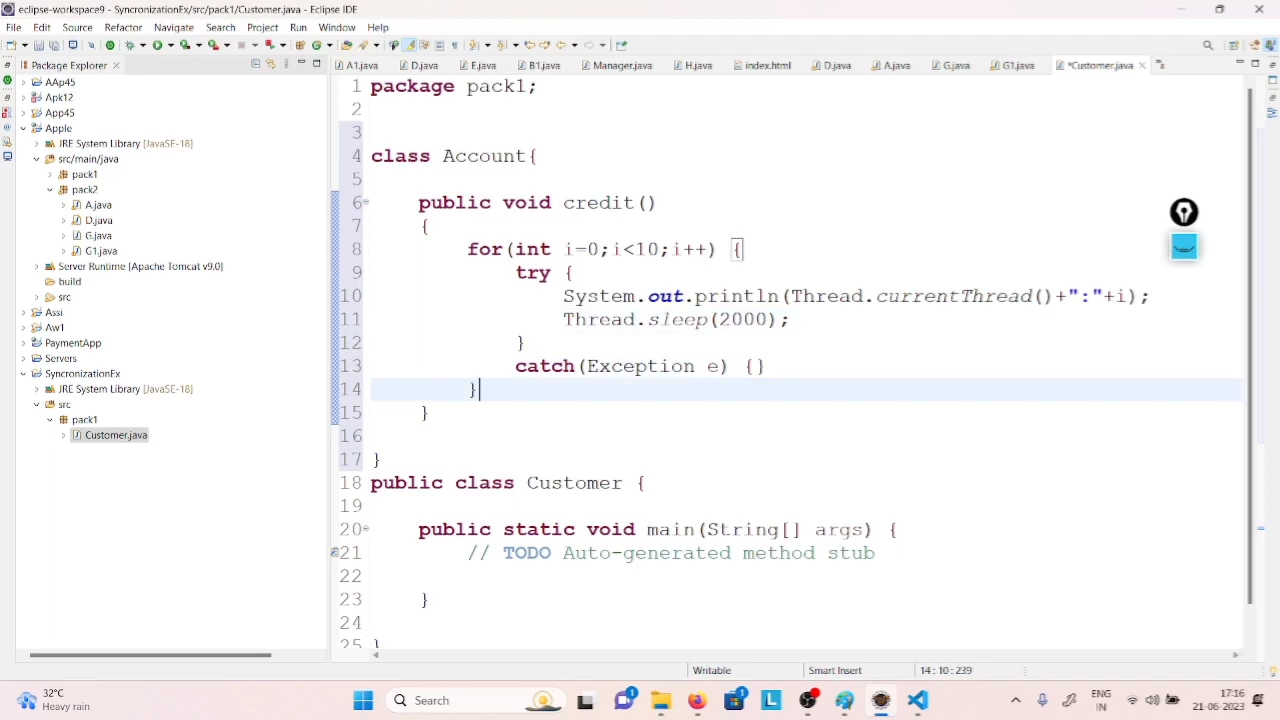 eclipse-workspace9 - SyncronizationEx/src/pack1/Customer.java - Eclipse IDE
File Edit Source Refactor Navigate Search Project Run Window Help
Package Explorer
A1.java D.java E.java B1.java Manager.java H.java index.html D.java A.java G.java G1.java *Customer.java
AAp45
Apk12
App45
Apple
JRE System Library [JavaSE-18]
src/main/java
pack1
pack2
A.java
D.java
G.java
G1.java
Server Runtime [Apache Tomcat v9.0]
build
src
Assi
Aw1
PaymentApp
Servers
SyncronizationEx
JRE System Library [JavaSE-18]
src
pack1
Customer.java
1 package pack1;
2
3
4 class Account{
5
6 public void credit()
7 {
8 for(int i=0;i<10;i++) {
9 try {
10 System.out.println(Thread.currentThread()+":"+i);
11 Thread.sleep(2000);
12 }
13 catch(Exception e) {}
14 }
15 }
16
17 }
18 public class Customer {
19
20 public static void main(String[] args) {
21 // TODO Auto-generated method stub
22
23 }
24
25 }
Writable Smart Insert 14:10:239
32°C
Heavy rain
Search
1
1
ENG
IN
17:16
21-06-2023